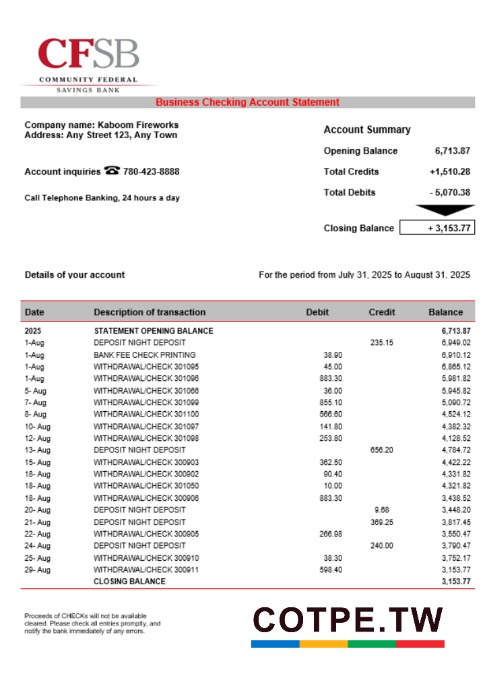 CFSB
COMMUNITY FEDERAL
SAVINGS BANK
Business Checking Account Statement
Company name: Kaboom Fireworks
Address: Any Street 123, Any Town
Account inquiries ☎ 780-423-8888
Call Telephone Banking, 24 hours a day
Account Summary
Opening Balance 6,713.87
Total Credits +1,510.28
Total Debits - 5,070.38
Closing Balance + 3,153.77
Details of your account For the period from July 31, 2025 to August 31, 2025
Date Description of transaction Debit Credit Balance
2025 STATEMENT OPENING BALANCE 6,713.87
1-Aug DEPOSIT NIGHT DEPOSIT 235.15 6,949.02
1-Aug BANK FEE CHECK PRINTING 38.90 6,910.12
1-Aug WITHDRAWAL/CHECK 301095 45.00 6,865.12
1-Aug WITHDRAWAL/CHECK 301096 883.30 5,981.82
5- Aug WITHDRAWAL/CHECK 301066 36.00 5,945.82
7- Aug WITHDRAWAL/CHECK 301099 855.10 5,090.72
8- Aug WITHDRAWAL/CHECK 301100 566.60 4,524.12
10- Aug WITHDRAWAL/CHECK 301097 141.80 4,382.32
12- Aug WITHDRAWAL/CHECK 301098 253.80 4,128.52
13- Aug DEPOSIT NIGHT DEPOSIT 656.20 4,784.72
15- Aug WITHDRAWAL/CHECK 300903 362.50 4,422.22
18- Aug WITHDRAWAL/CHECK 300902 90.40 4,331.82
18- Aug WITHDRAWAL/CHECK 301050 10.00 4,321.82
18- Aug WITHDRAWAL/CHECK 300906 883.30 3,438.52
20- Aug DEPOSIT NIGHT DEPOSIT 9.68 3,448.20
21- Aug DEPOSIT NIGHT DEPOSIT 369.25 3,817.45
22- Aug WITHDRAWAL/CHECK 300905 266.98 3,550.47
24- Aug DEPOSIT NIGHT DEPOSIT 240.00 3,790.47
25- Aug WITHDRAWAL/CHECK 300910 38.30 3,752.17
29- Aug WITHDRAWAL/CHECK 300911 598.40 3,153.77
CLOSING BALANCE 3,153.77
Proceeds of CHECKs will not be available
cleared. Please check all entries promptly, and
notify the bank immediately of any errors.
COTPE.TW